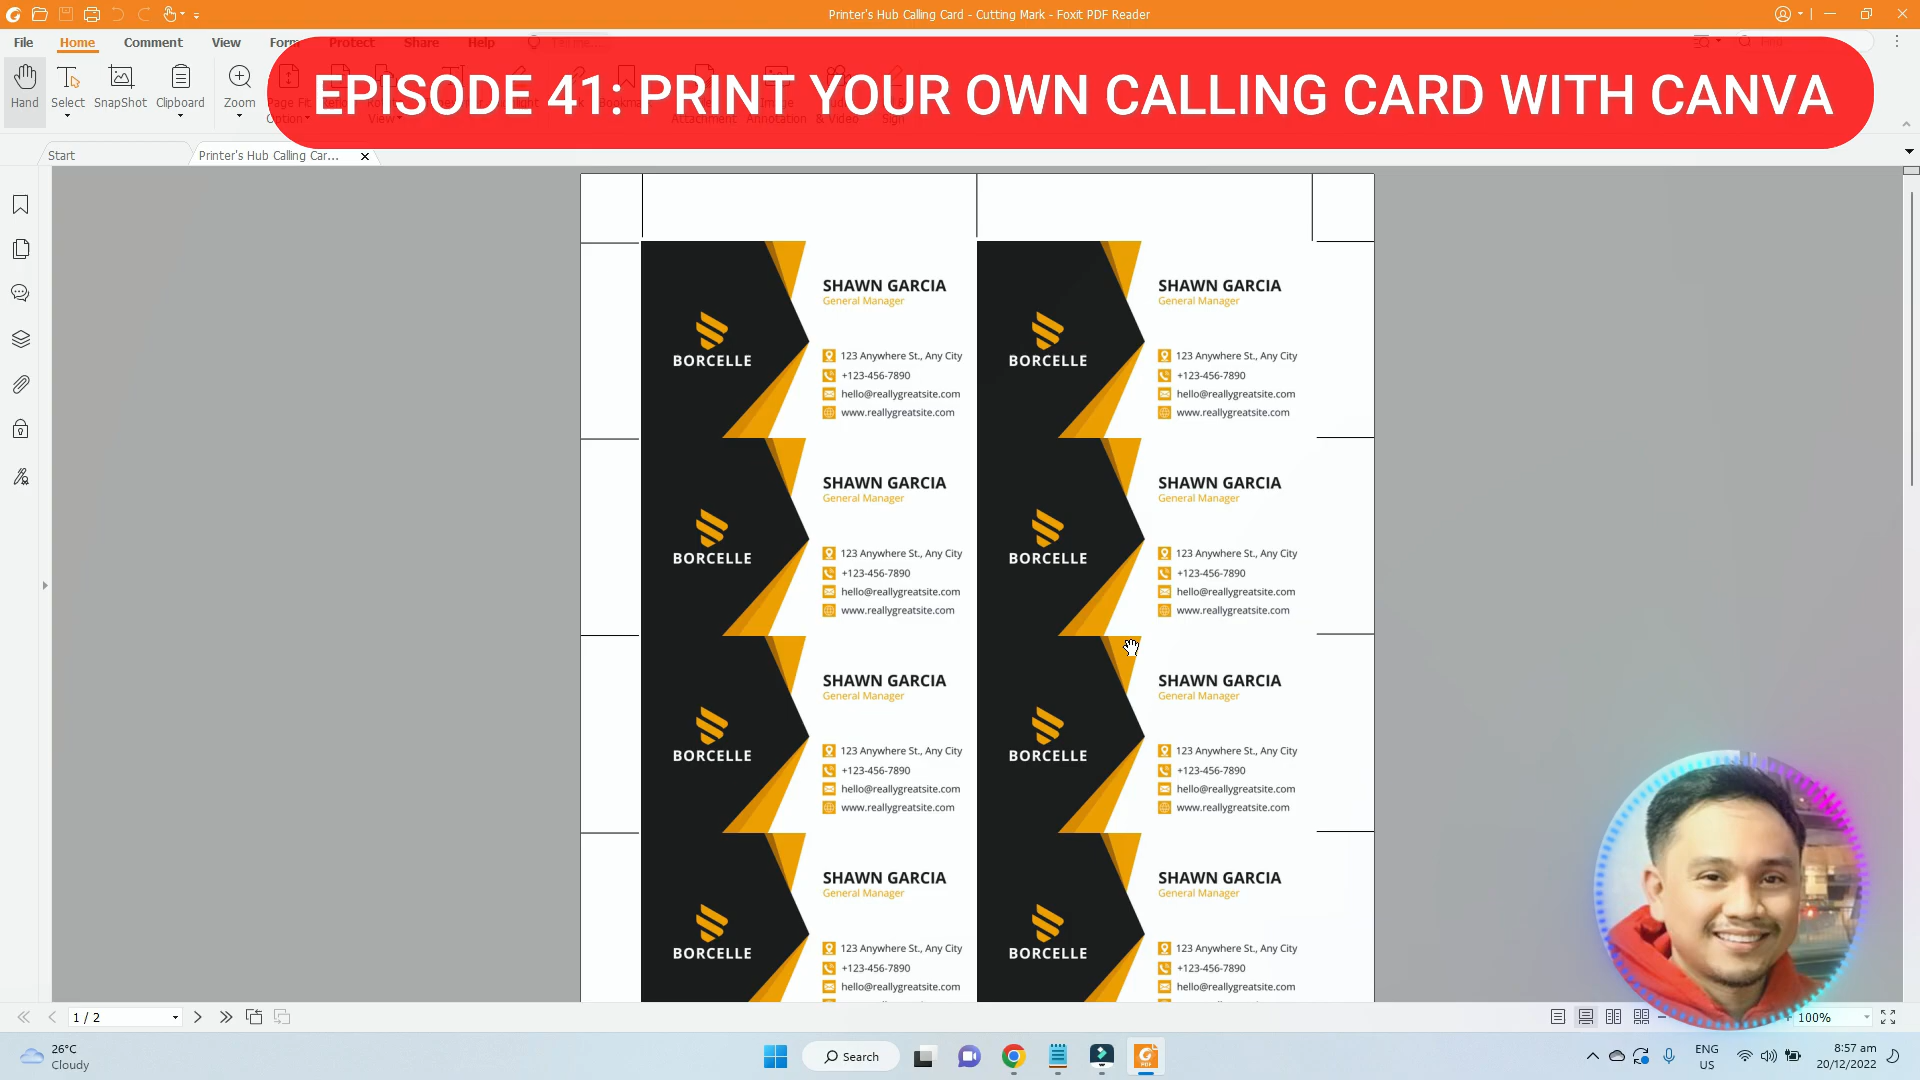 Printer's Hub Calling Card - Cutting Mark - Foxit PDF Reader
File Home Comment View Form Protect Share Help
EPISODE 41: PRINT YOUR OWN CALLING CARD WITH CANVA
Hand Select SnapShot Clipboard Zoom
Attachment Annotation & Video Sign
Start Printer's Hub Calling Car...
SHAWN GARCIA SHAWN GARCIA
General Manager General Manager
BORCELLE BORCELLE
123 Anywhere St., Any City 123 Anywhere St., Any City
+123-456-7890 +123-456-7890
hello@reallygreatsite.com hello@reallygreatsite.com
www.reallygreatsite.com www.reallygreatsite.com
SHAWN GARCIA SHAWN GARCIA
General Manager General Manager
BORCELLE BORCELLE
123 Anywhere St., Any City 123 Anywhere St., Any City
+123-456-7890 +123-456-7890
hello@reallygreatsite.com hello@reallygreatsite.com
www.reallygreatsite.com www.reallygreatsite.com
SHAWN GARCIA SHAWN GARCIA
General Manager General Manager
BORCELLE BORCELLE
123 Anywhere St., Any City 123 Anywhere St., Any City
+123-456-7890 +123-456-7890
hello@reallygreatsite.com hello@reallygreatsite.com
www.reallygreatsite.com www.reallygreatsite.com
SHAWN GARCIA SHAWN GARCIA
General Manager General Manager
BORCELLE BORCELLE
123 Anywhere St., Any City 123 Anywhere St., Any City
+123-456-7890 +123-456-7890
hello@reallygreatsite.com hello@reallygreatsite.com
1 / 2 100%
26°C
Cloudy
Search
ENG
US
8:57 am
20/12/2022